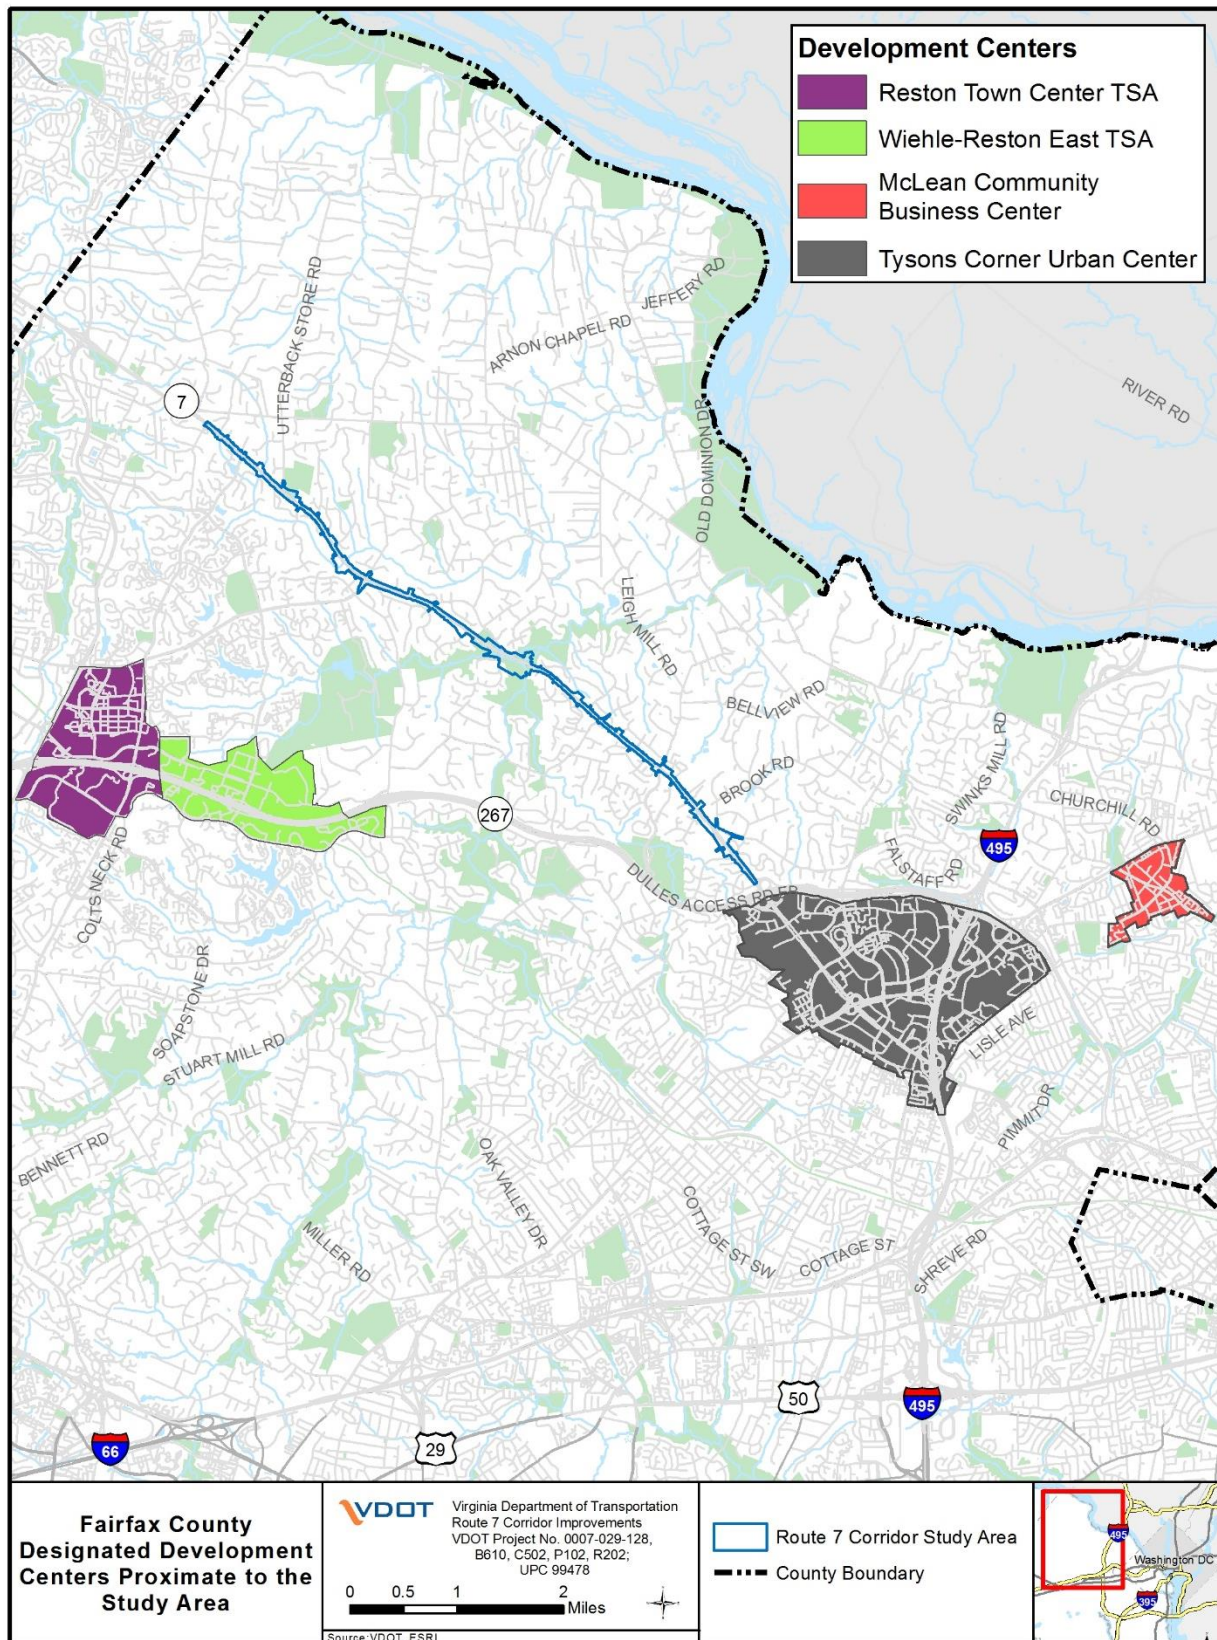 Development Centers
Reston Town Center TSA
Wiehle-Reston East TSA
McLean Community
Business Center
Tysons Corner Urban Center
UTTERBACK STORE RD
JEFFERY RD
ARNON CHAPEL RD
RIVER RD
7
OLD DOMINION DR
LEIGH MILL RD
BELLVIEW RD
SWINKS MILL RD
BROOK RD
CHURCHILL RD
267
495
FALSTAFF RD
COLTS NECK RD
DULLES ACCESS RD EB
SOAPSTONE DR
STUART MILL RD
LISLE AVE
PIMMIT DR
BENNETT RD
OAK VALLEY DR
MILLER RD
COTTAGE ST SW
COTTAGE ST
SHREVE RD
50
495
66
29
Fairfax County
Designated Development
Centers Proximate to the
Study Area
VDOT
Virginia Department of Transportation
Route 7 Corridor Improvements
VDOT Project No. 0007-029-128,
B610, C502, P102, R202;
UPC 99478
0 0.5 1 2
Miles
Source:VDOT, ESRI
Route 7 Corridor Study Area
County Boundary
495
Washington DC
395